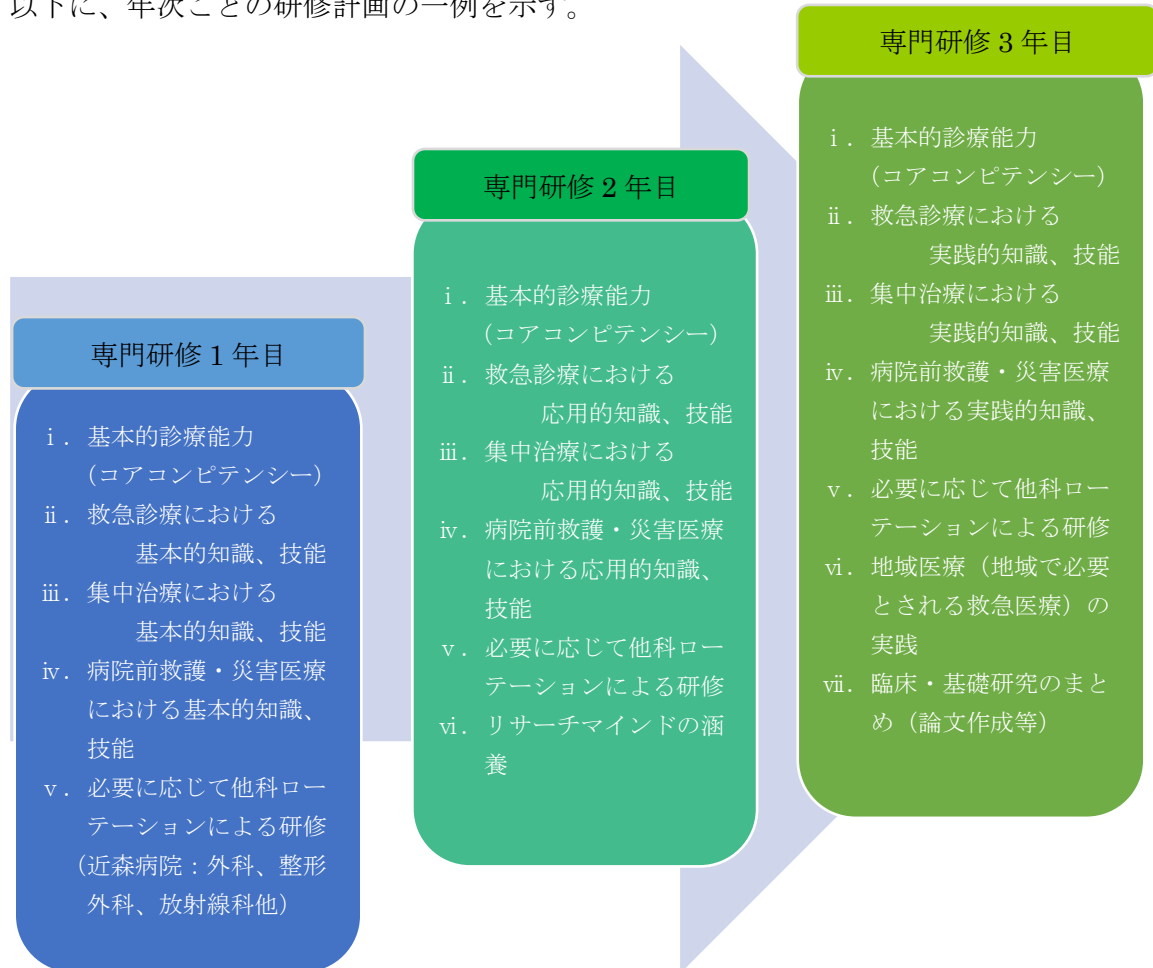 以下に、年次ごとの研修計画の一例を示す。
専門研修 1 年目
ⅰ．基本的診療能力
（コアコンピテンシー）
ⅱ．救急診療における
基本的知識、技能
ⅲ．集中治療における
基本的知識、技能
ⅳ．病院前救護・災害医療
における基本的知識、
技能
ⅴ．必要に応じて他科ロー
テーションによる研修
（近森病院：外科、整形
外科、放射線科他）
専門研修 2 年目
ⅰ．基本的診療能力
（コアコンピテンシー）
ⅱ．救急診療における
応用的知識、技能
ⅲ．集中治療における
応用的知識、技能
ⅳ．病院前救護・災害医療
における応用的知識、
技能
ⅴ．必要に応じて他科ロー
テーションによる研修
ⅵ．リサーチマインドの涵
養
専門研修 3 年目
ⅰ．基本的診療能力
（コアコンピテンシー）
ⅱ．救急診療における
実践的知識、技能
ⅲ．集中治療における
実践的知識、技能
ⅳ．病院前救護・災害医療
における実践的知識、
技能
ⅴ．必要に応じて他科ロー
テーションによる研修
ⅵ．地域医療（地域で必要
とされる救急医療）の
実践
ⅶ．臨床・基礎研究のまと
め（論文作成等）